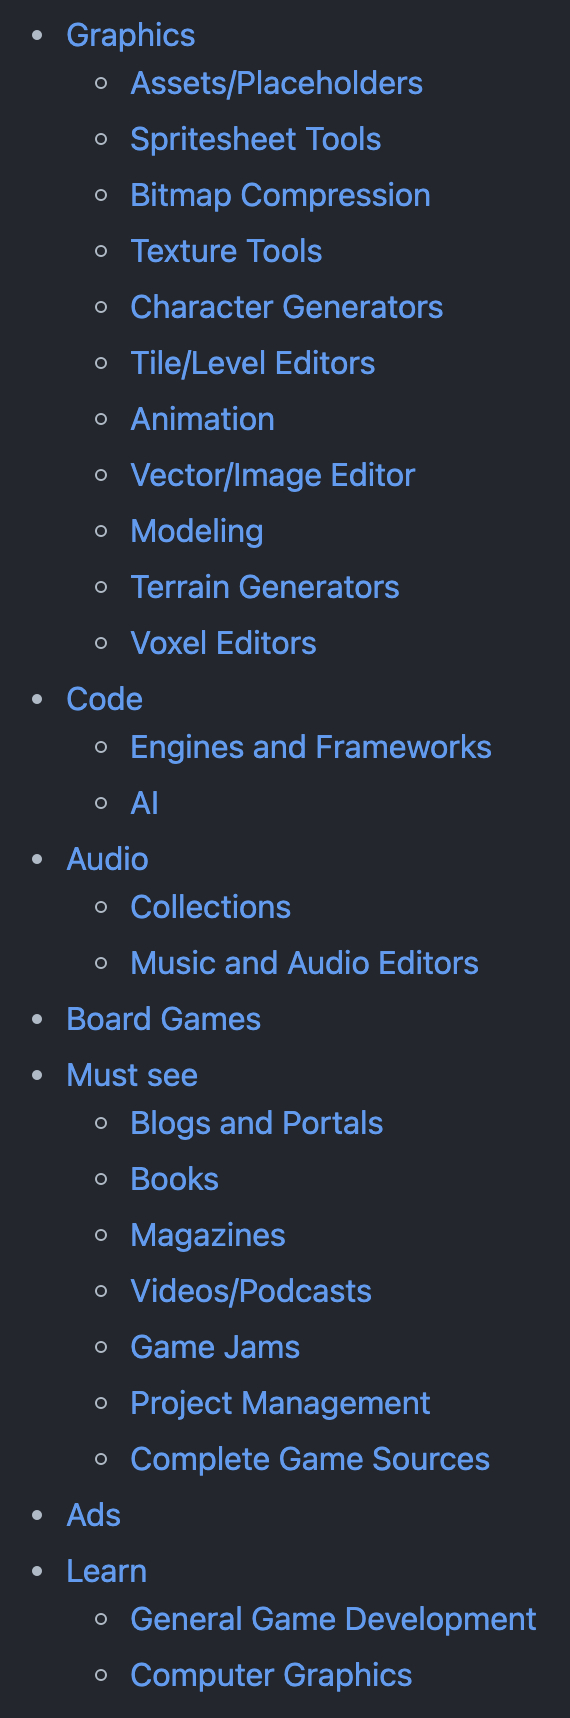 Graphics
Assets/Placeholders
Spritesheet Tools
Bitmap Compression
Texture Tools
Character Generators
Tile/Level Editors
Animation
Vector/Image Editor
Modeling
Terrain Generators
Voxel Editors
Code
Engines and Frameworks
AI
Audio
Collections
Music and Audio Editors
Board Games
Must see
Blogs and Portals
Books
Magazines
Videos/Podcasts
Game Jams
Project Management
Complete Game Sources
Ads
Learn
General Game Development
Computer Graphics